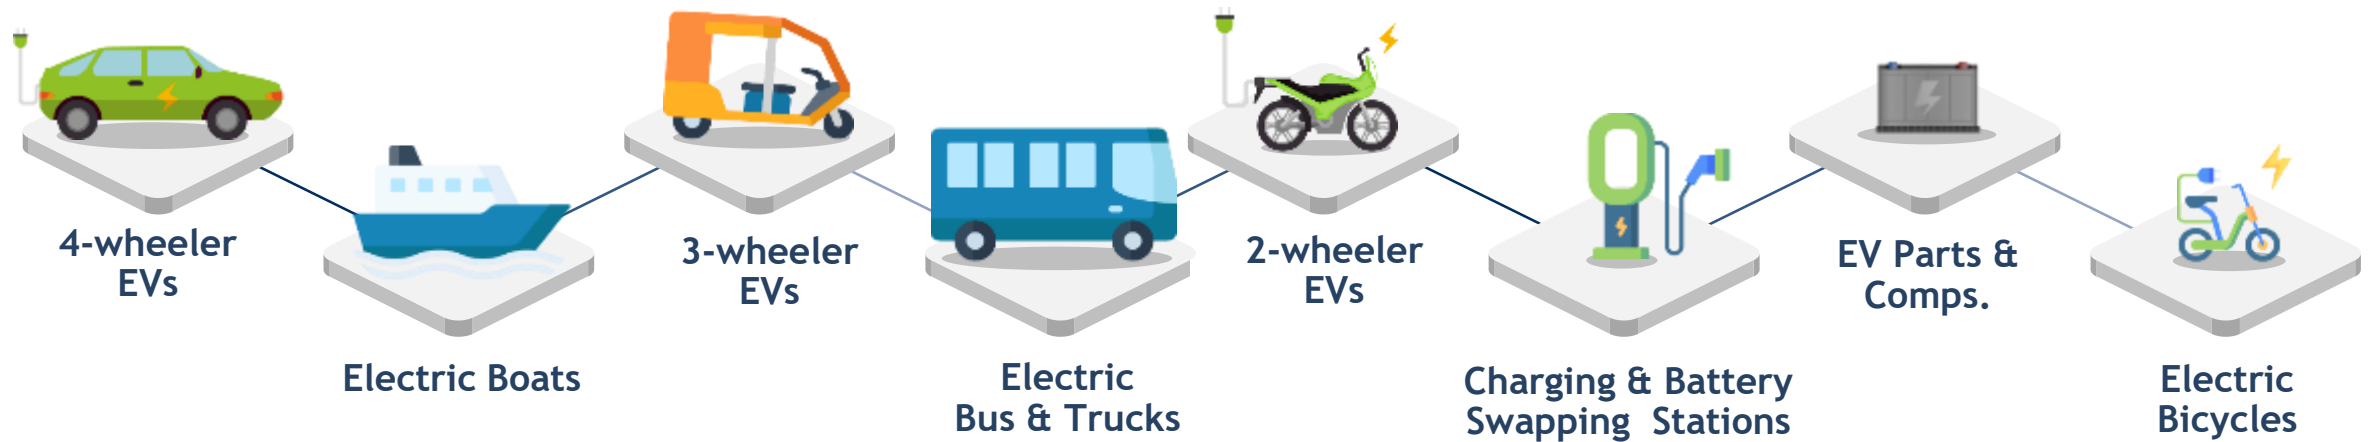 4-wheeler
EVs
Electric Boats
3-wheeler
EVs
Electric
Bus & Trucks
2-wheeler
EVs
Charging & Battery
Swapping  Stations
EV Parts &
Comps.
Electric
Bicycles